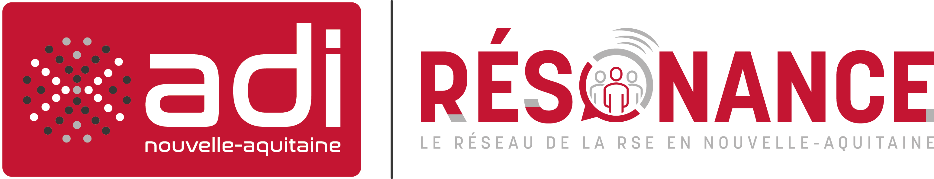 adi
nouvelle-aquitaine
RÉSONANCE
LE RÉSEAU DE LA RSE EN NOUVELLE-AQUITAINE